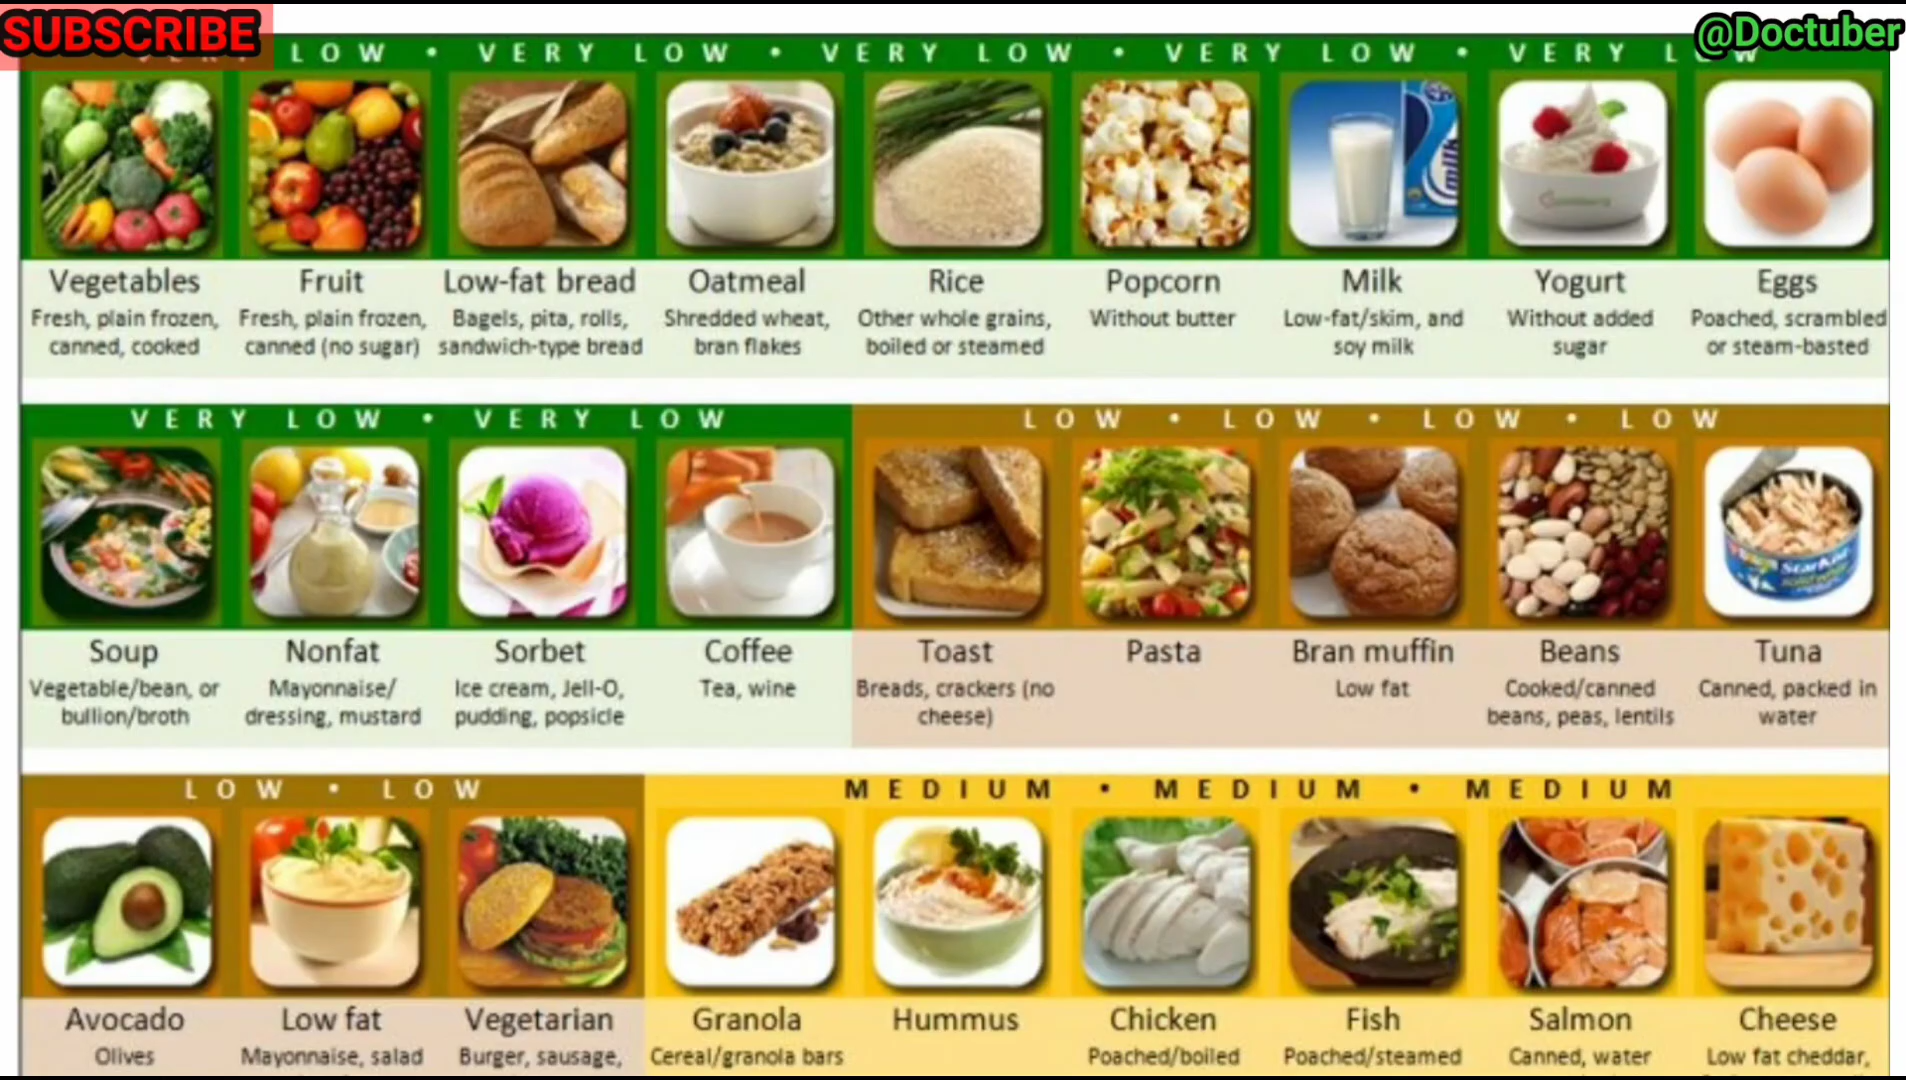 SUBSCRIBE
@Doctuber
LOW • VERY LOW • VERY LOW • VERY LOW • VERY
Vegetables
Fresh, plain frozen,
canned, cooked
Fruit
Fresh, plain frozen,
canned (no sugar)
Low-fat bread
Bagels, pita, rolls,
sandwich-type bread
Oatmeal
Shredded wheat,
bran flakes
Rice
Other whole grains,
boiled or steamed
Popcorn
Without butter
milk
Milk
Low-fat/skim, and
soy milk
Yogurt
Without added
sugar
Eggs
Poached, scrambled
or steam-basted
VERY LOW • VERY LOW
LOW • LOW • LOW • LOW
Soup
Vegetable/bean, or
bullion/broth
Nonfat
Mayonnaise/
dressing, mustard
Sorbet
Ice cream, Jell-O,
pudding, popsicle
Coffee
Tea, wine
Toast
Breads, crackers (no
cheese)
Pasta
Bran muffin
Low fat
Beans
Cooked/canned
beans, peas, lentils
StarKist
Tuna
Canned, packed in
water
LOW • LOW
MEDIUM • MEDIUM • MEDIUM
Avocado
Olives
Low fat
Mayonnaise, salad
Vegetarian
Burger, sausage,
Granola
Cereal/granola bars
Hummus
Chicken
Poached/boiled
Fish
Poached/steamed
Salmon
Canned, water
Cheese
Low fat cheddar,